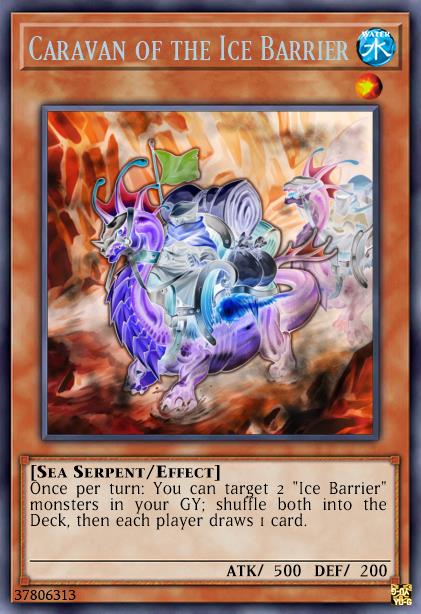 Caravan of the Ice Barrier
WATER
水
[Sea Serpent/Effect]
Once per turn: You can target 2 "Ice Barrier"
monsters in your GY; shuffle both into the
Deck, then each player draws 1 card.
ATK/ 500 DEF/ 200
37806313